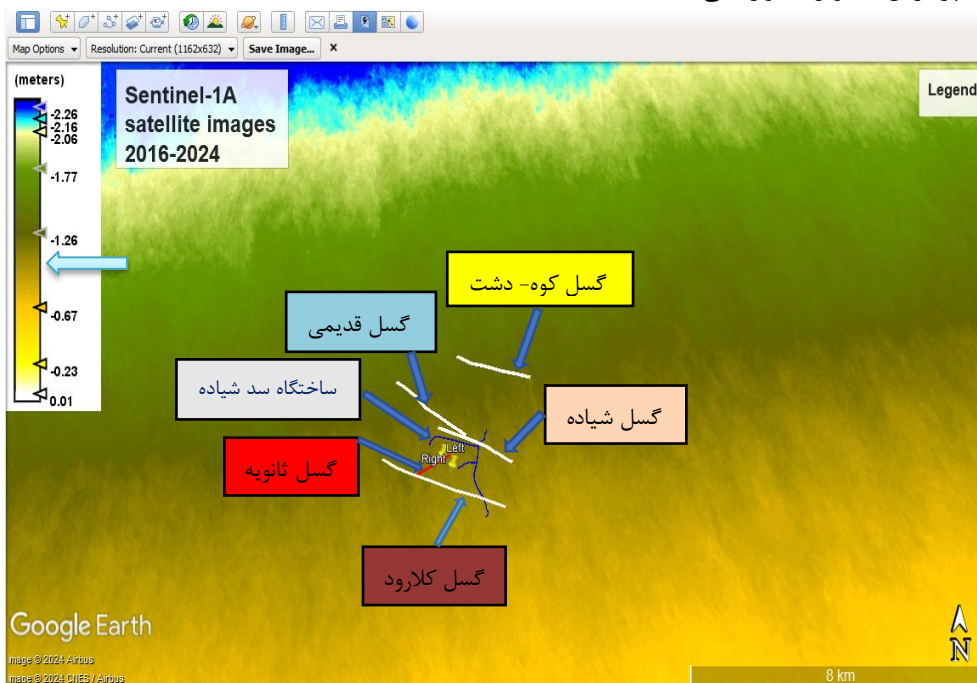 Map Options
Resolution: Current (1162x632)
Save Image...
X
(meters)
-2.26
-2.16
-2.06
-1.77
-1.26
-0.67
-0.23
0.01
Sentinel-1A
satellite images
2016-2024
Legend
گسل کوه- دشت
گسل قدیمی
ساختگاه سد شیاده
گسل شیاده
Left
Right
گسل ثانویه
گسل کلارود
Google Earth
Image © 2024 Airbus
Image © 2024 CNES / Airbus
N
8 km